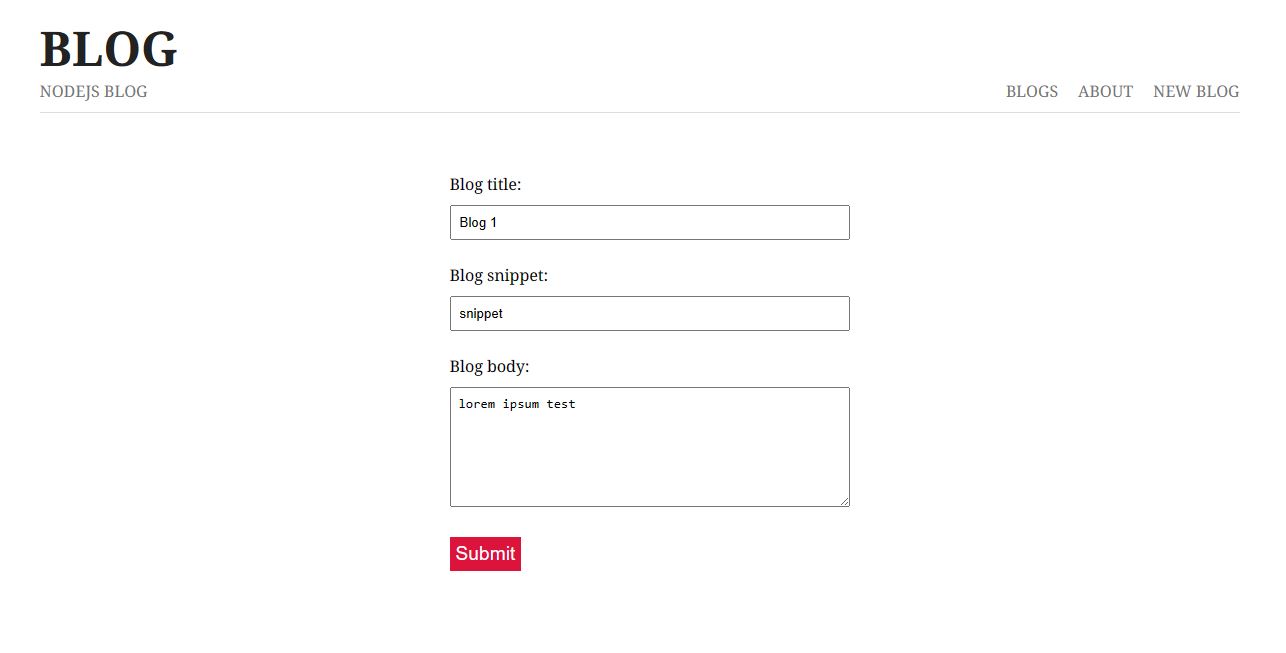 BLOG
NODEJS BLOG
BLOGS ABOUT NEW BLOG
Blog title:
Blog 1
Blog snippet:
snippet
Blog body:
lorem ipsum test
Submit